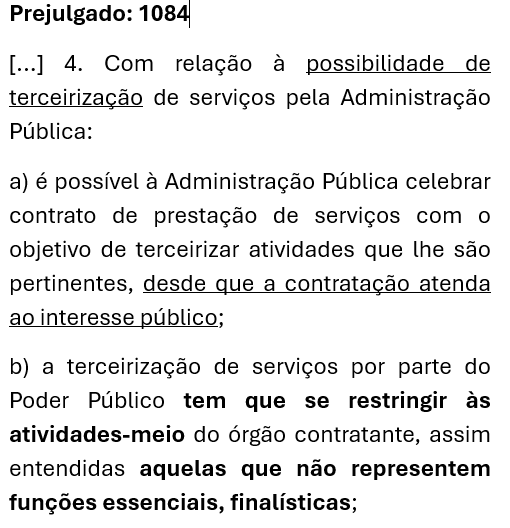 Prejulgado: 1084
[...] 4. Com relação à possibilidade de
terceirização de serviços pela Administração
Pública:
a) é possível à Administração Pública celebrar
contrato de prestação de serviços com o
objetivo de terceirizar atividades que lhe são
pertinentes, desde que a contratação atenda
ao interesse público;
b) a terceirização de serviços por parte do
Poder Público tem que se restringir às
atividades-meio do órgão contratante, assim
entendidas aquelas que não representem
funções essenciais, finalísticas;